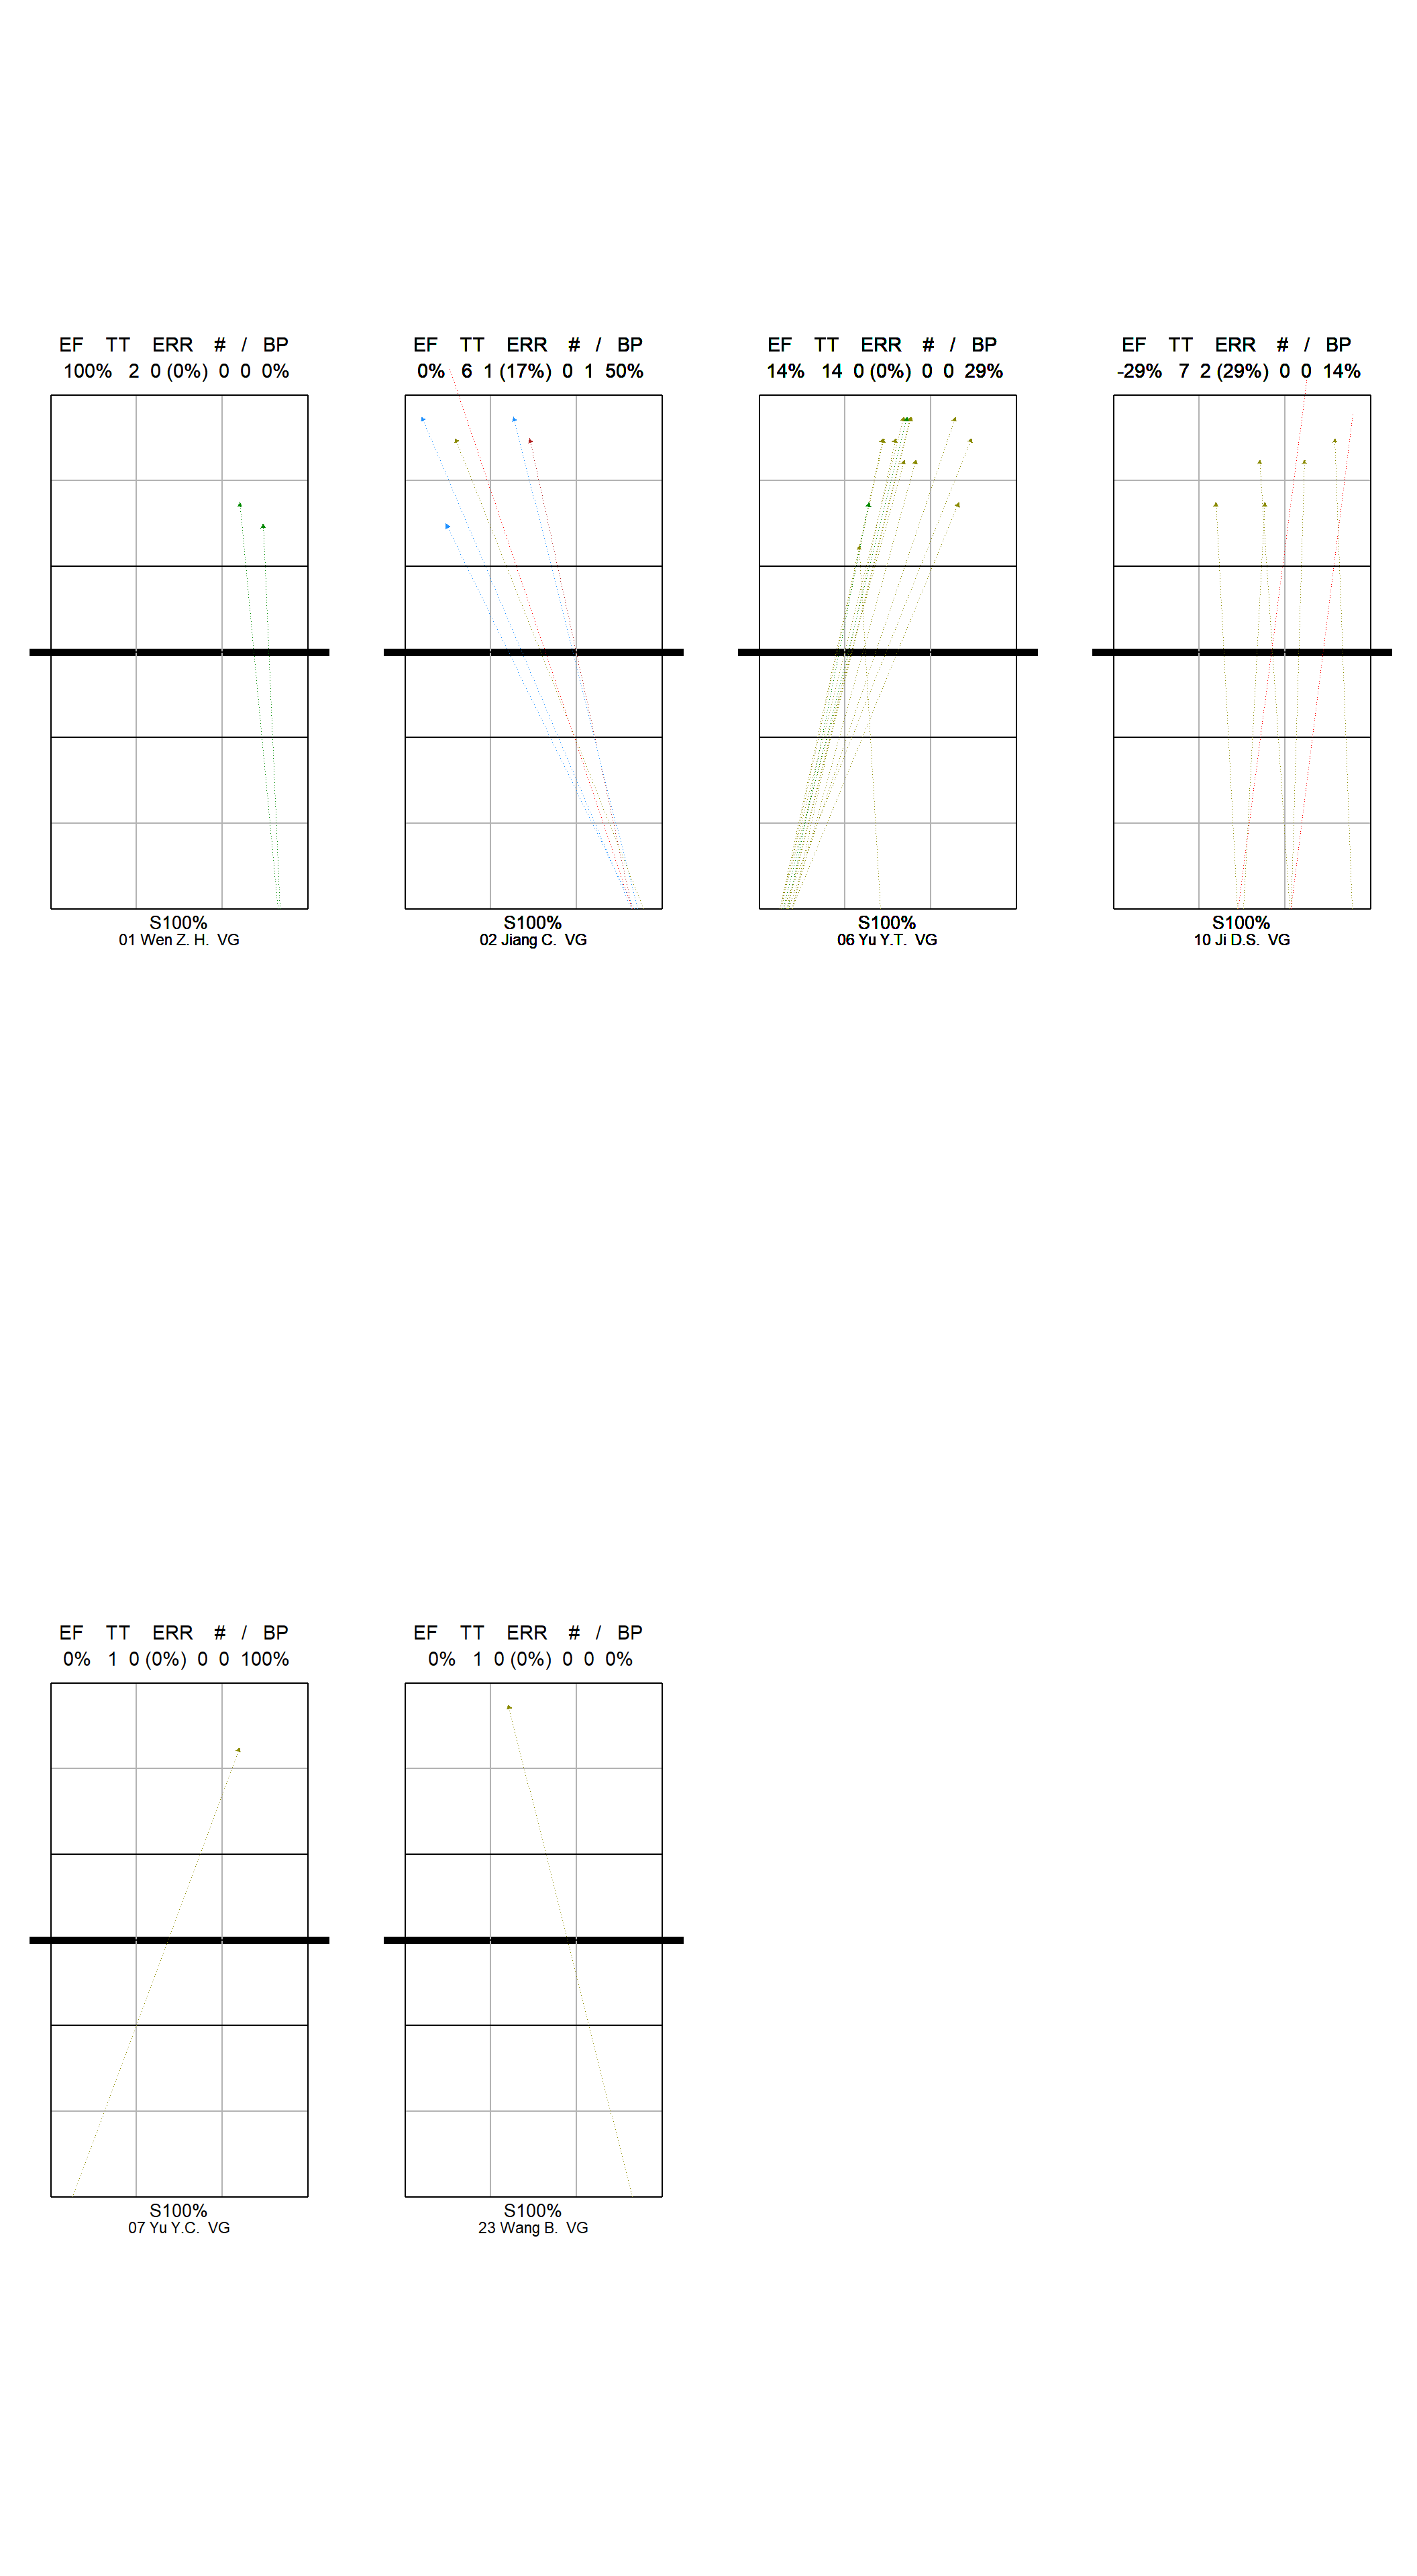 EF TT ERR # / BP
100% 2 0 (0%) 0 0 0%
S100%
01 Wen Z. H. VG
EF TT ERR # / BP
0% 6 1 (17%) 0 1 50%
S100%
02 Jiang C. VG
EF TT ERR # / BP
14% 14 0 (0%) 0 0 29%
S100%
06 Yu Y.T. VG
EF TT ERR # / BP
-29% 7 2 (29%) 0 0 14%
S100%
10 Ji D.S. VG
EF TT ERR # / BP
0% 1 0 (0%) 0 0 100%
S100%
07 Yu Y.C. VG
EF TT ERR # / BP
0% 1 0 (0%) 0 0 0%
S100%
23 Wang B. VG